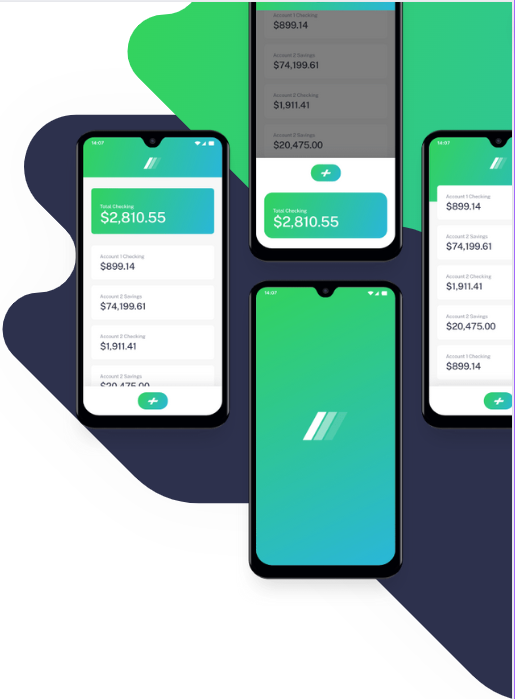 Account 1 Checking
$899.14
Account 2 Savings
$74,199.61
Account 2 Checking
$1,911.41
Account 2 Savings
$20,475.00
Total Checking
$2,810.55
14:07
Total Checking
$2,810.55
Account 1 Checking
$899.14
Account 2 Savings
$74,199.61
Account 2 Checking
$1,911.41
Account 2 Savings
$20,475.00
14:07
14:07
Account 1 Checking
$899.14
Account 2 Savings
$74,199.61
Account 2 Checking
$1,911.41
Account 2 Savings
$20,475.00
Account 1 Checking
$899.14